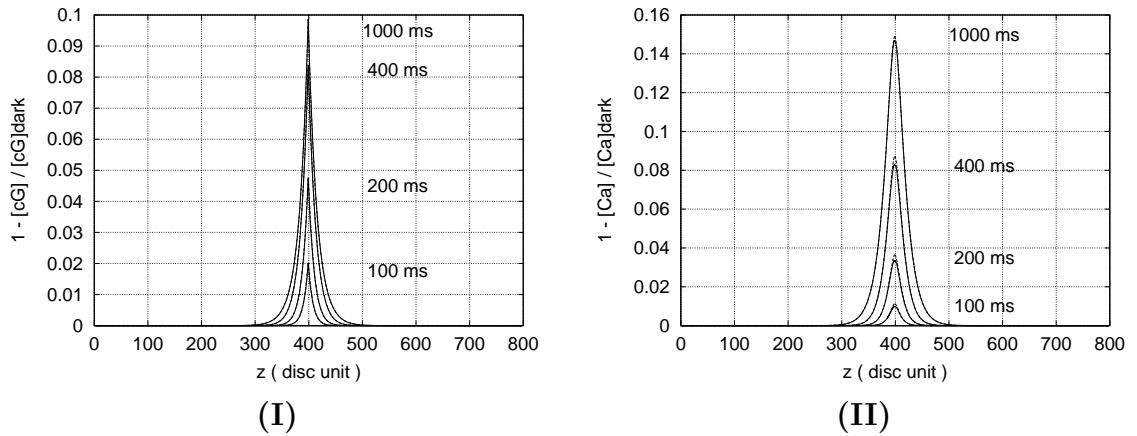 1 - [cG] / [cG]dark
0.1
0.09
0.08
0.07
0.06
0.05
0.04
0.03
0.02
0.01
0
1000 ms
400 ms
200 ms
100 ms
0 100 200 300 400 500 600 700 800
z ( disc unit )
(I)
1 - [Ca] / [Ca]dark
0.16
0.14
0.12
0.1
0.08
0.06
0.04
0.02
0
1000 ms
400 ms
200 ms
100 ms
0 100 200 300 400 500 600 700 800
z ( disc unit )
(II)